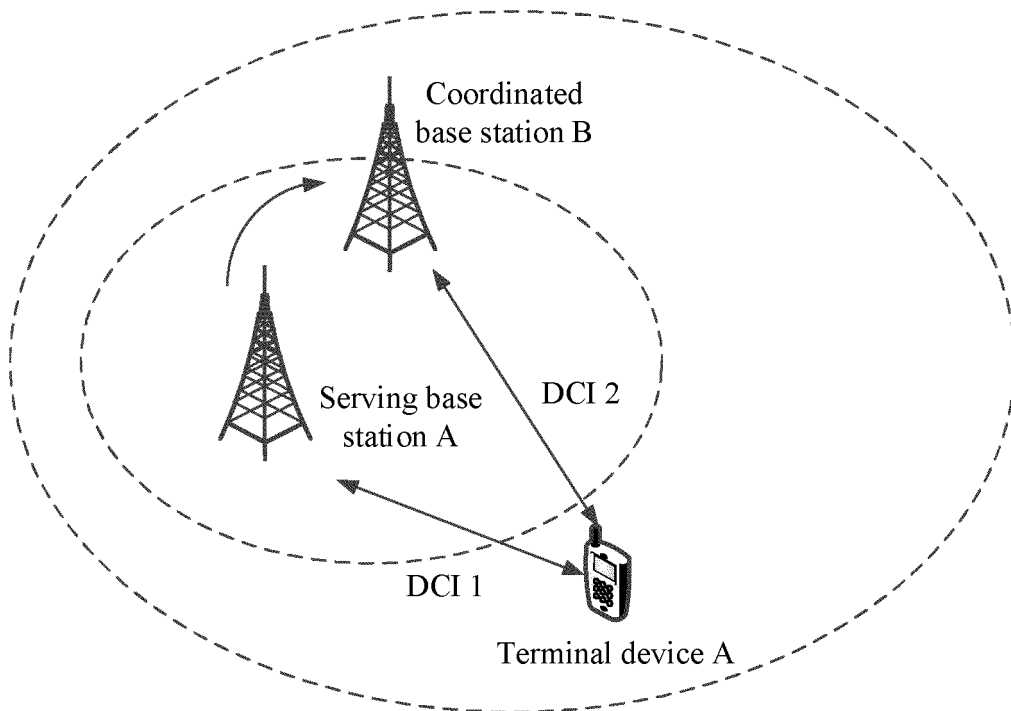 Coordinated
base station B
DCI 2
Serving base
station A
DCI 1
Terminal device A